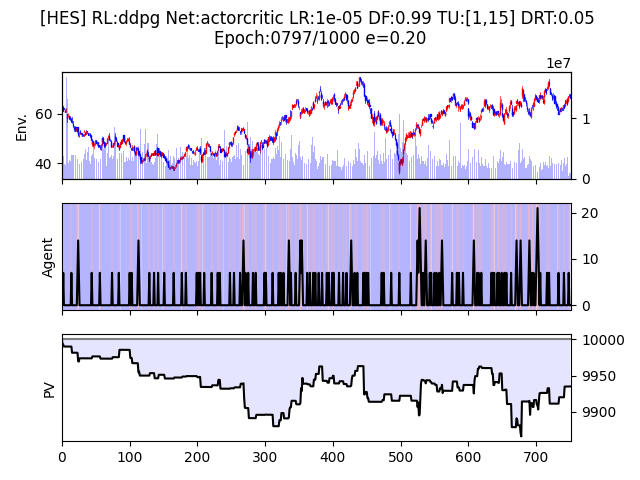 [HES] RL:ddpg Net:actorcritic LR:1e-05 DF:0.99 TU:[1,15] DRT:0.05
Epoch:0797/1000 e=0.20
1e7
Env.
60
40
1
0
Agent
20
10
0
PV
10000
9950
9900
0 100 200 300 400 500 600 700